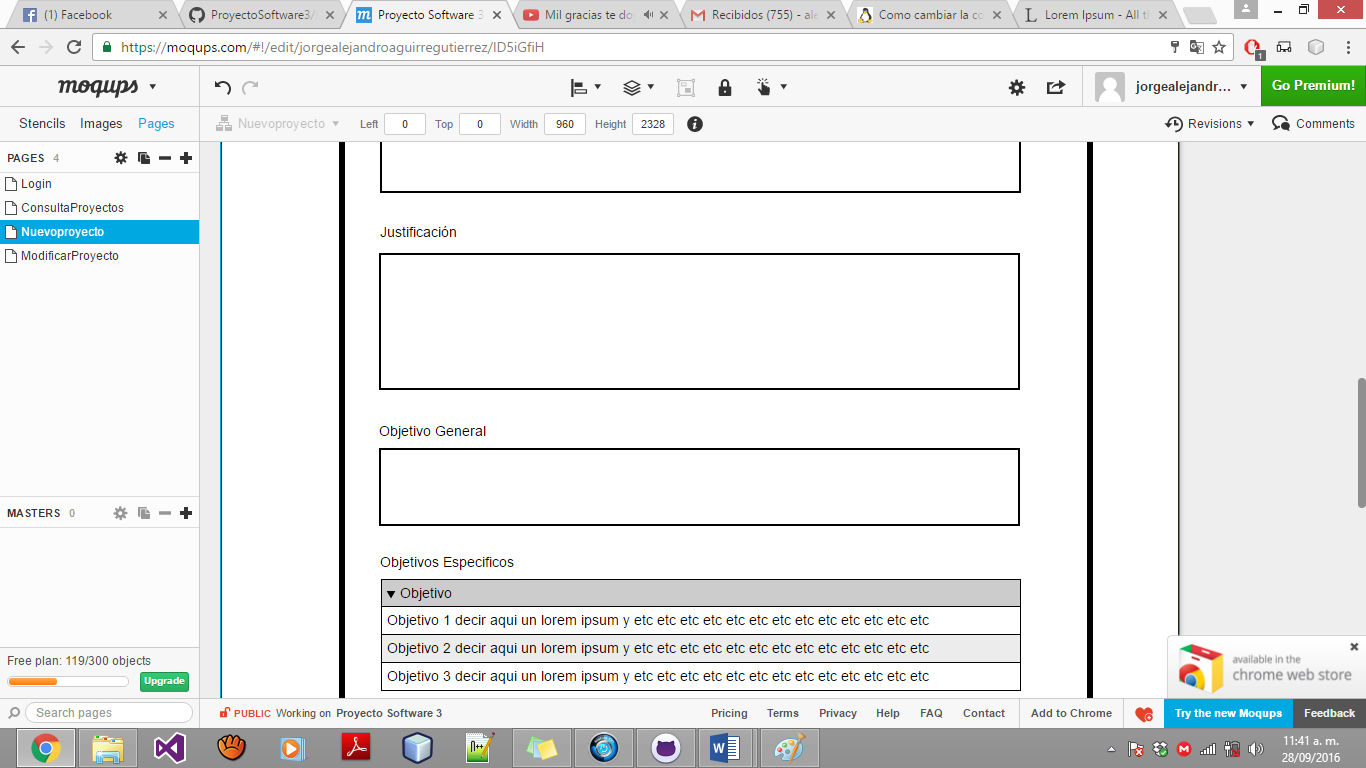 (1) Facebook
ProyectoSoftware3/
Proyecto Software 3
Mil gracias te do
Recibidos (755) - ale
Como cambiar la co
Lorem Ipsum - All ti
https://moqups.com/#!/edit/jorgealejandroaguirregutierrez/ID5iGfiH
1
moqups
jorgealejandr...
Go Premium!
Stencils Images Pages
Nuevoproyecto
Left 0 Top 0 Width 960 Height 2328
Revisions
Comments
PAGES 4
Login
ConsultaProyectos
Nuevoproyecto
ModificarProyecto
MASTERS 0
Free plan: 119/300 objects
Upgrade
Search pages
Justificación
Objetivo General
Objetivos Especificos
Objetivo
Objetivo 1 decir aqui un lorem ipsum y etc etc etc etc etc etc etc etc etc etc etc etc etc
Objetivo 2 decir aqui un lorem ipsum y etc etc etc etc etc etc etc etc etc etc etc etc etc
Objetivo 3 decir aqui un lorem ipsum y etc etc etc etc etc etc etc etc etc etc etc etc etc
available in the
chrome web store
PUBLIC Working on Proyecto Software 3
Pricing Terms Privacy Help FAQ Contact Add to Chrome
Try the new Moqups
Feedback
11:41 a. m.
28/09/2016